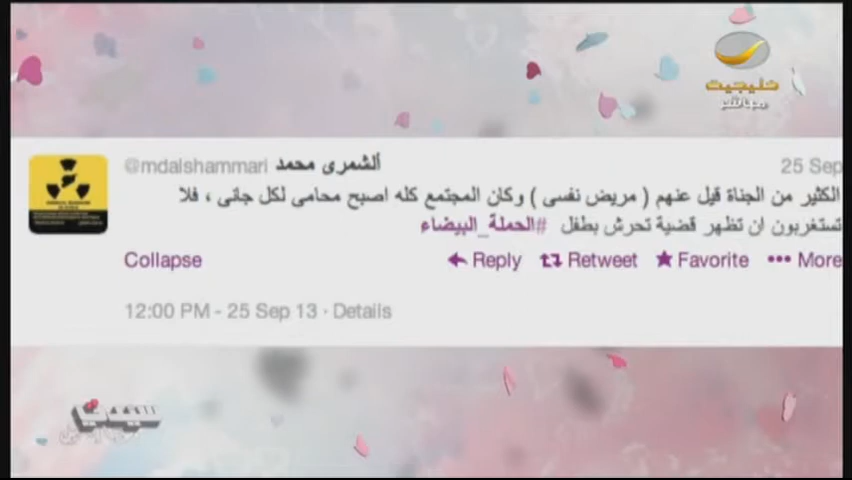 خليجية
مباشر
@mdalshammari ألشمرى محمد
25 Sep
الكثير من الجناة قيل عنهم ( مريض نفسى ) وكان المجتمع كله اصبح محامى لكل جانى ، فلا
تستغربون ان تظهر قضية تحرش بطفل #الحملة_البيضاء
Collapse
Reply Retweet Favorite More
12:00 PM - 25 Sep 13 · Details